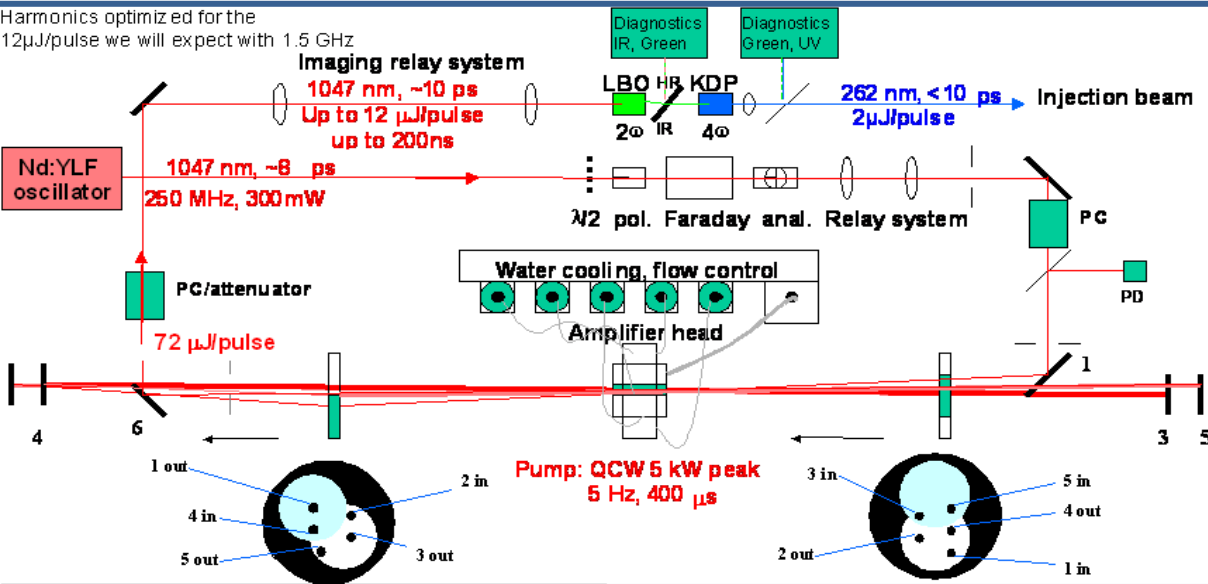 Harmonics optimized for the
12µJ/pulse we will expect with 1.5 GHz
Diagnostics
IR, Green
Diagnostics
Green, UV
Imaging relay system
1047 nm, ~10 ps
Up to 12 µJ/pulse
up to 200ns
LBO
HR
KDP
2ω
IR
4ω
262 nm, <10 ps
2µJ/pulse
Injection beam
Nd:YLF
oscillator
1047 nm, ~8 ps
250 MHz, 300mW
λ/2 pol. Faraday anal. Relay system
PC
PD
PC/attenuator
72 µJ/pulse
Water cooling, flow control
Amplifier head
1
4
6
3
5
Pump: QCW 5 kW peak
5 Hz, 400 µs
1 out
2 in
4 in
5 out
3 out
3 in
5 in
4 out
2 out
1 in